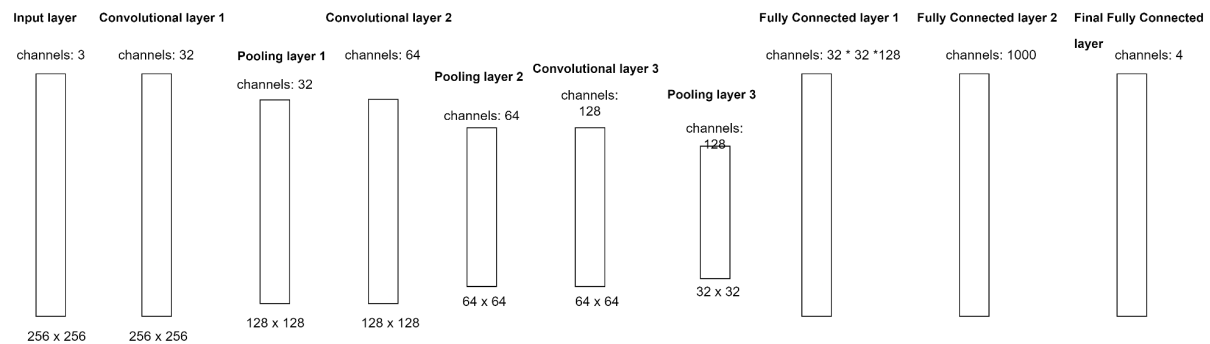 Input layer
channels: 3
256 x 256
Convolutional layer 1
channels: 32
256 x 256
Pooling layer 1
channels: 32
128 x 128
Convolutional layer 2
channels: 64
128 x 128
Pooling layer 2
channels: 64
64 x 64
Convolutional layer 3
channels:
128
64 x 64
Pooling layer 3
channels:
128
32 x 32
Fully Connected layer 1
channels: 32 * 32 *128
Fully Connected layer 2
channels: 1000
Final Fully Connected
layer
channels: 4